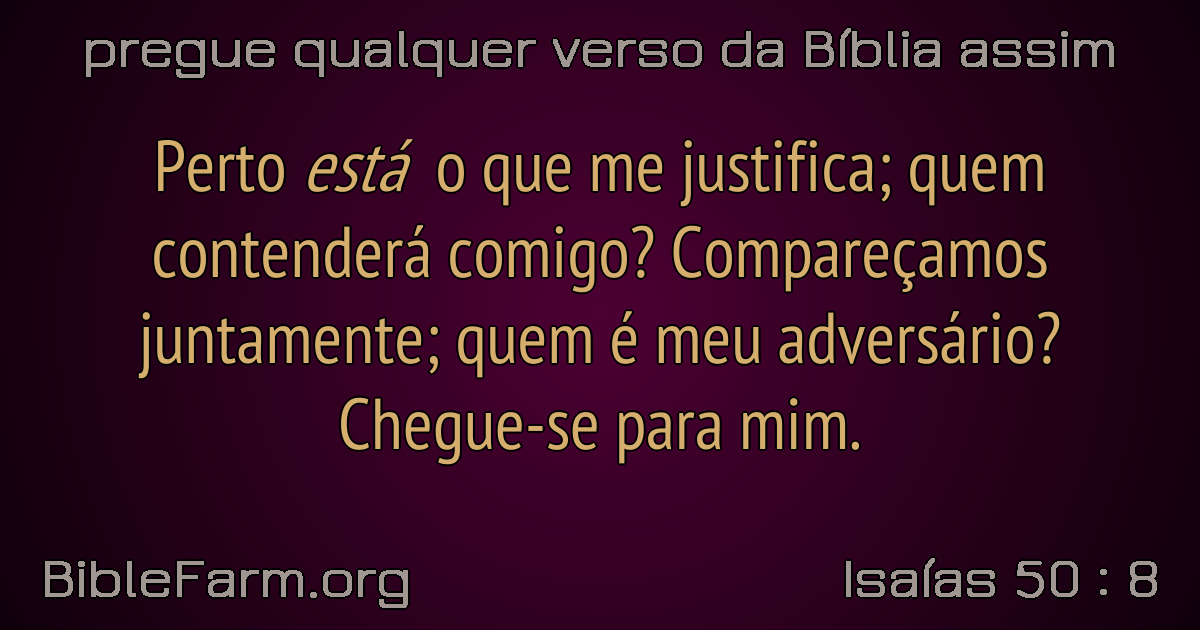 pregue qualquer verso da Bíblia assim
Perto está o que me justifica; quem
contenderá comigo? Compareçamos
juntamente; quem é meu adversário?
Chegue-se para mim.
BibleFarm.org
Isaías 50 : 8